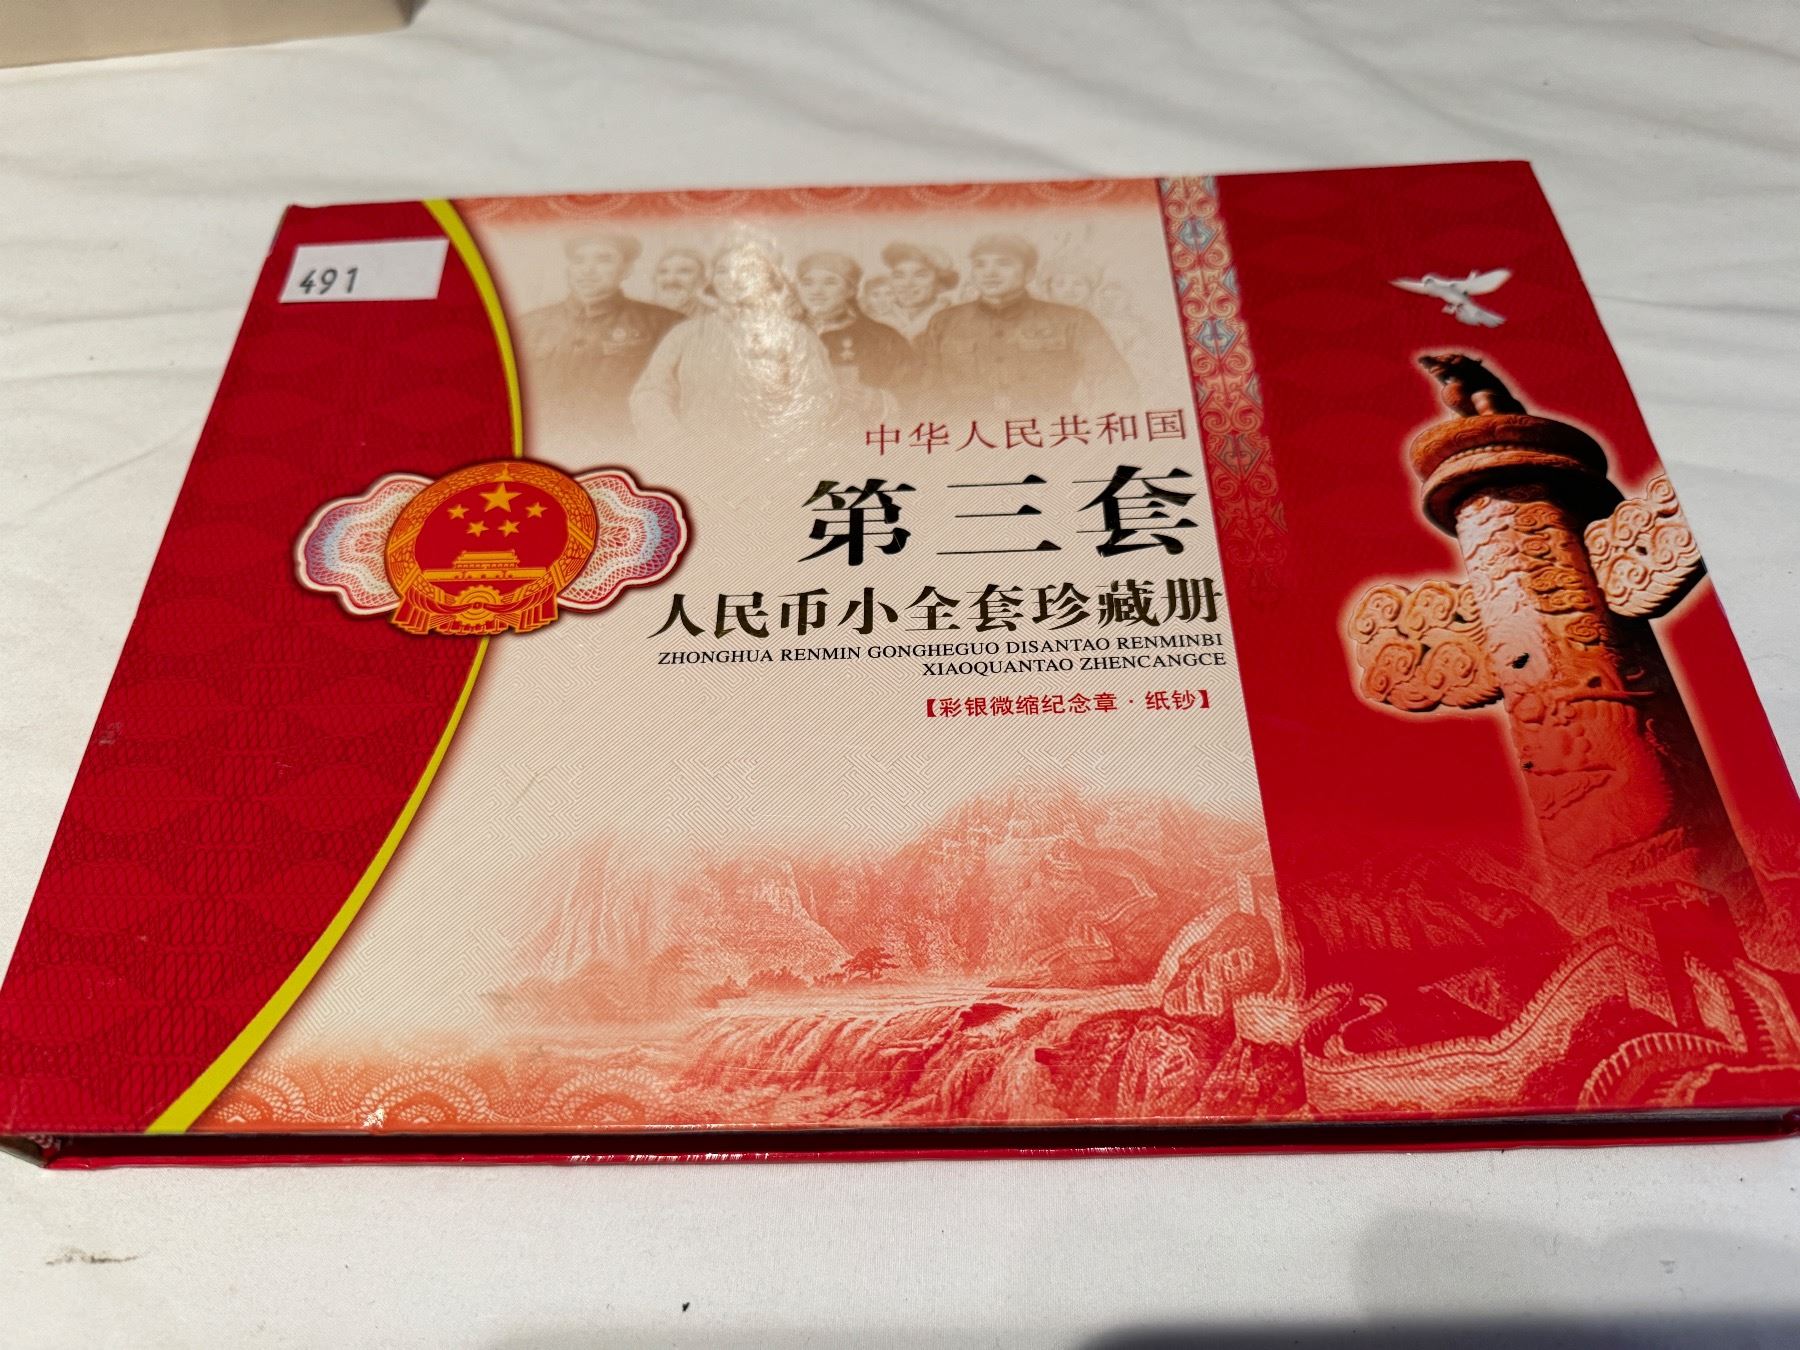 491
中华人民共和国
第三套
人民币小全套珍藏册
ZHONGHUA RENMIN GONGHEGUO DISANTAO RENMINBI
XIAOQUANTAO ZHENCANGCE
【彩银微缩纪念章·纸钞】